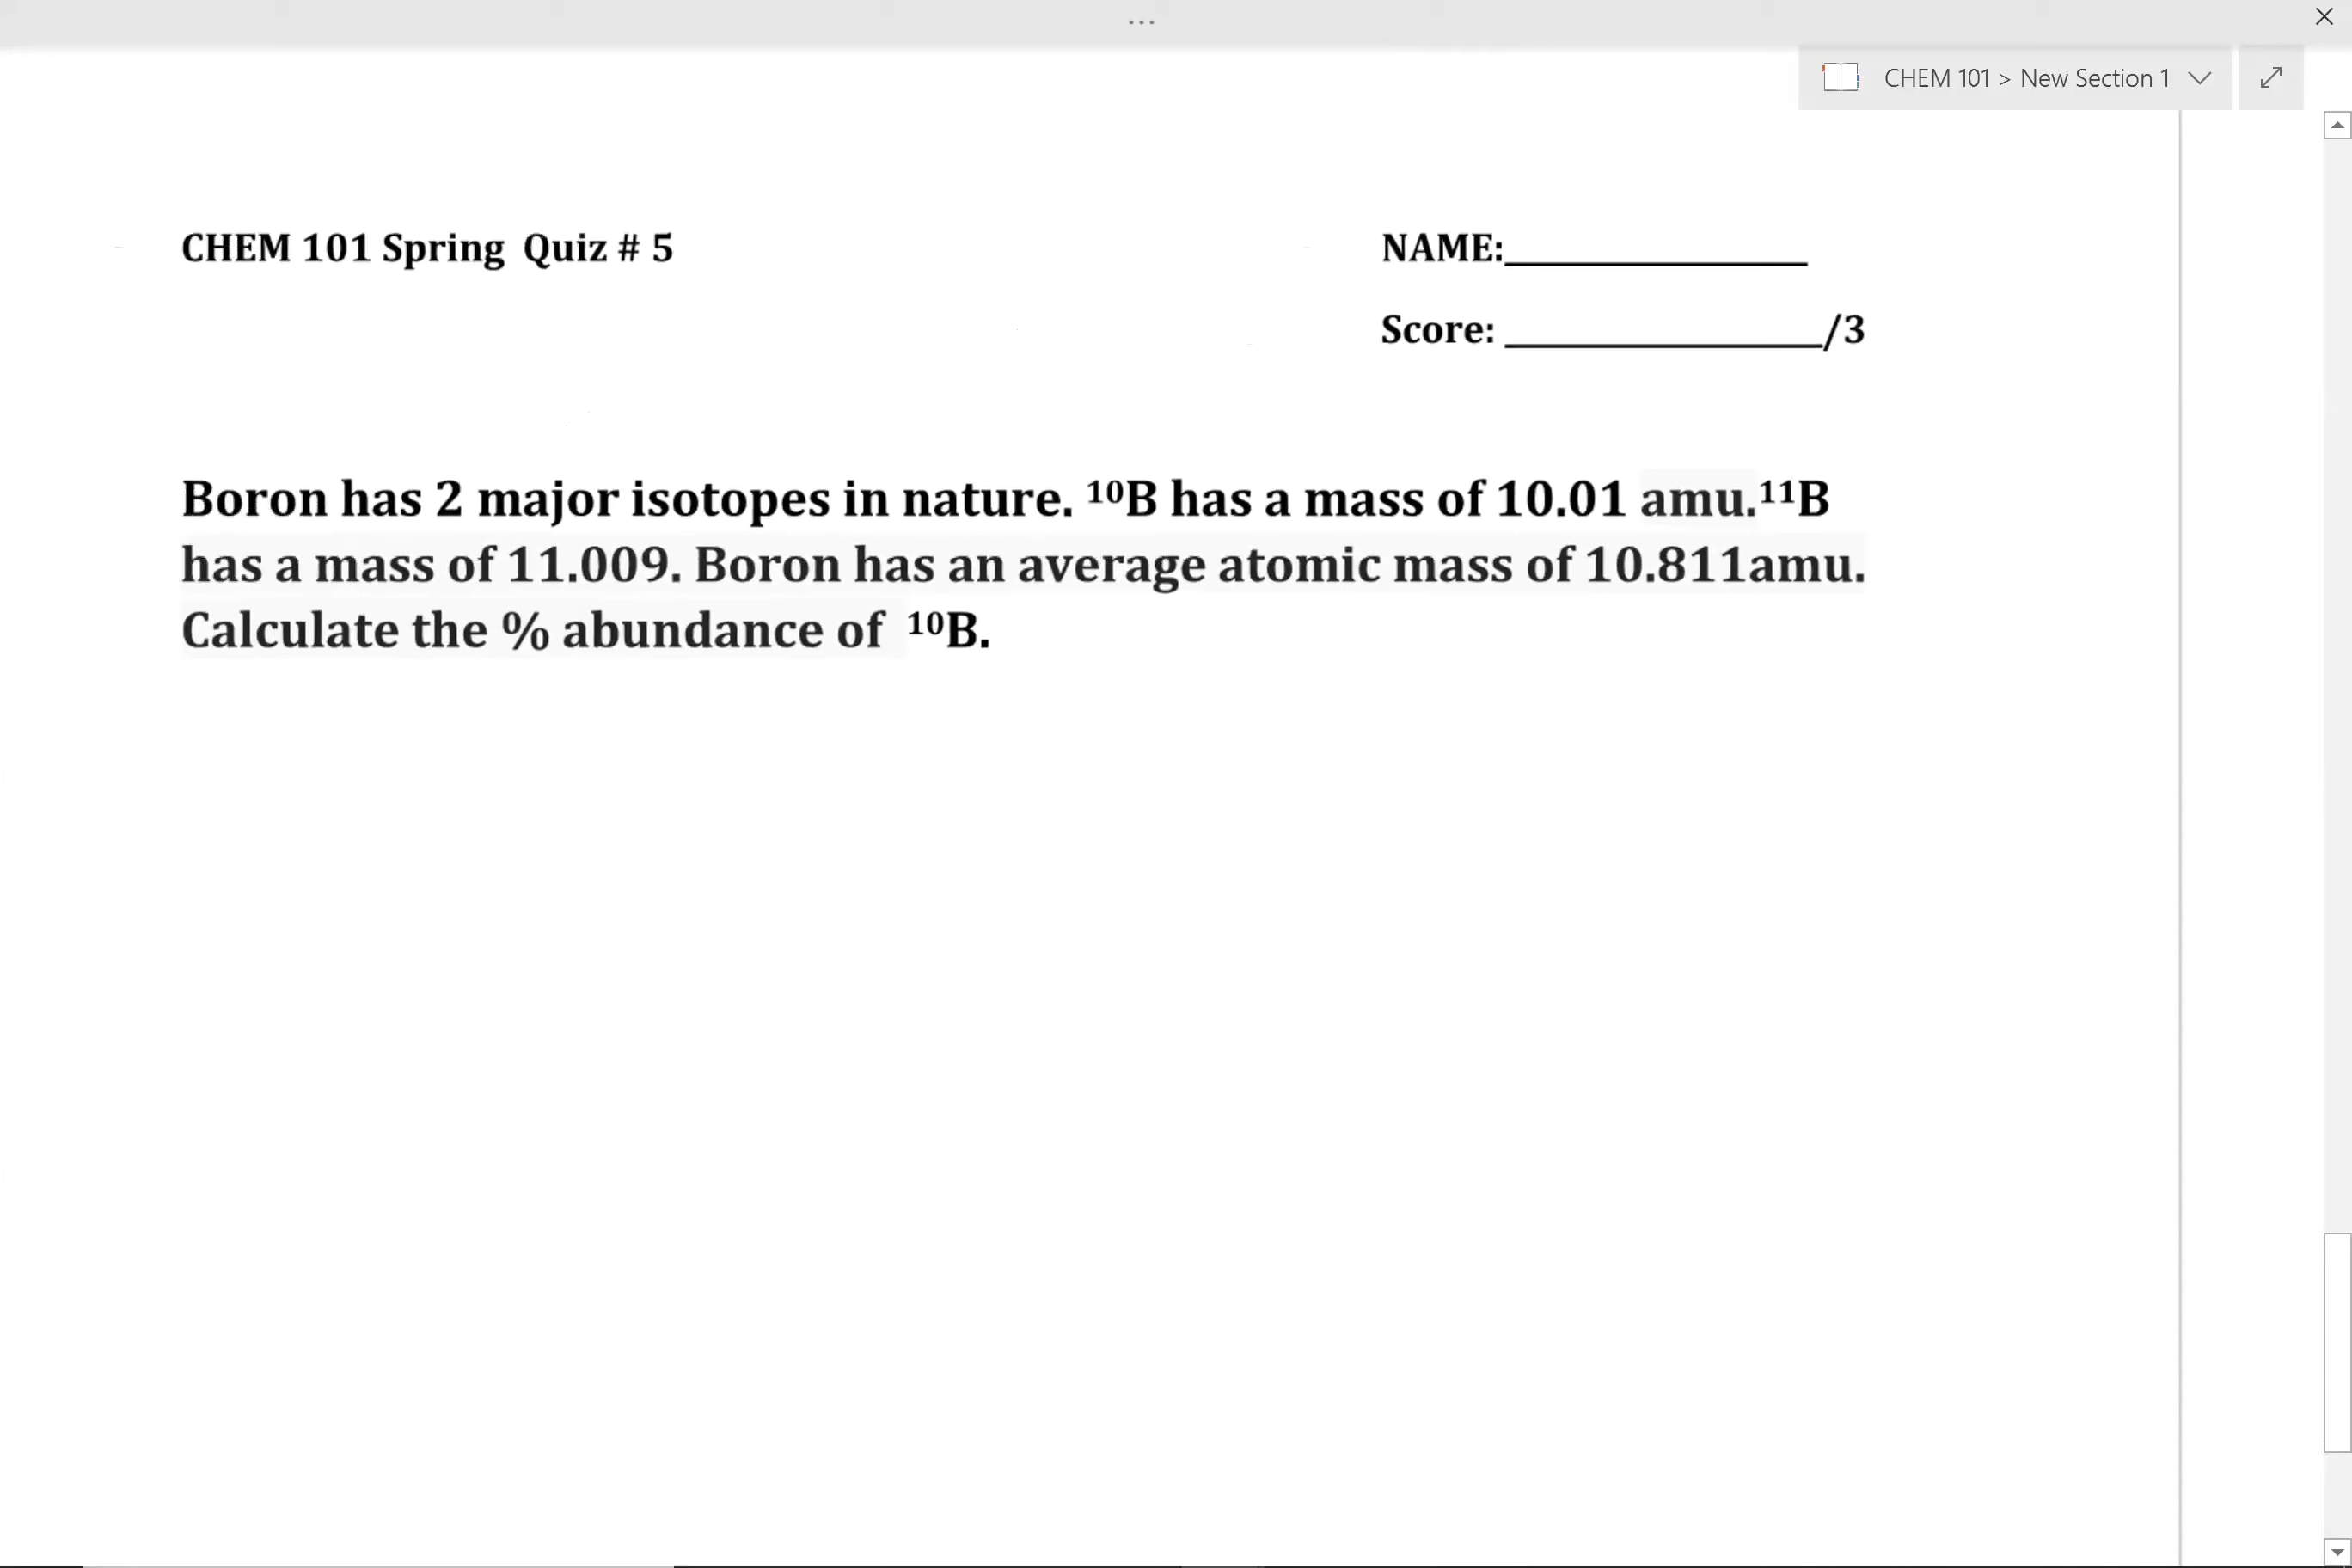 CHEM 101 > New Section 1
CHEM 101 Spring Quiz # 5 NAME:______________
Score: ______________/3
Boron has 2 major isotopes in nature. ¹⁰B has a mass of 10.01 amu.¹¹B
has a mass of 11.009. Boron has an average atomic mass of 10.811amu.
Calculate the % abundance of ¹⁰B.